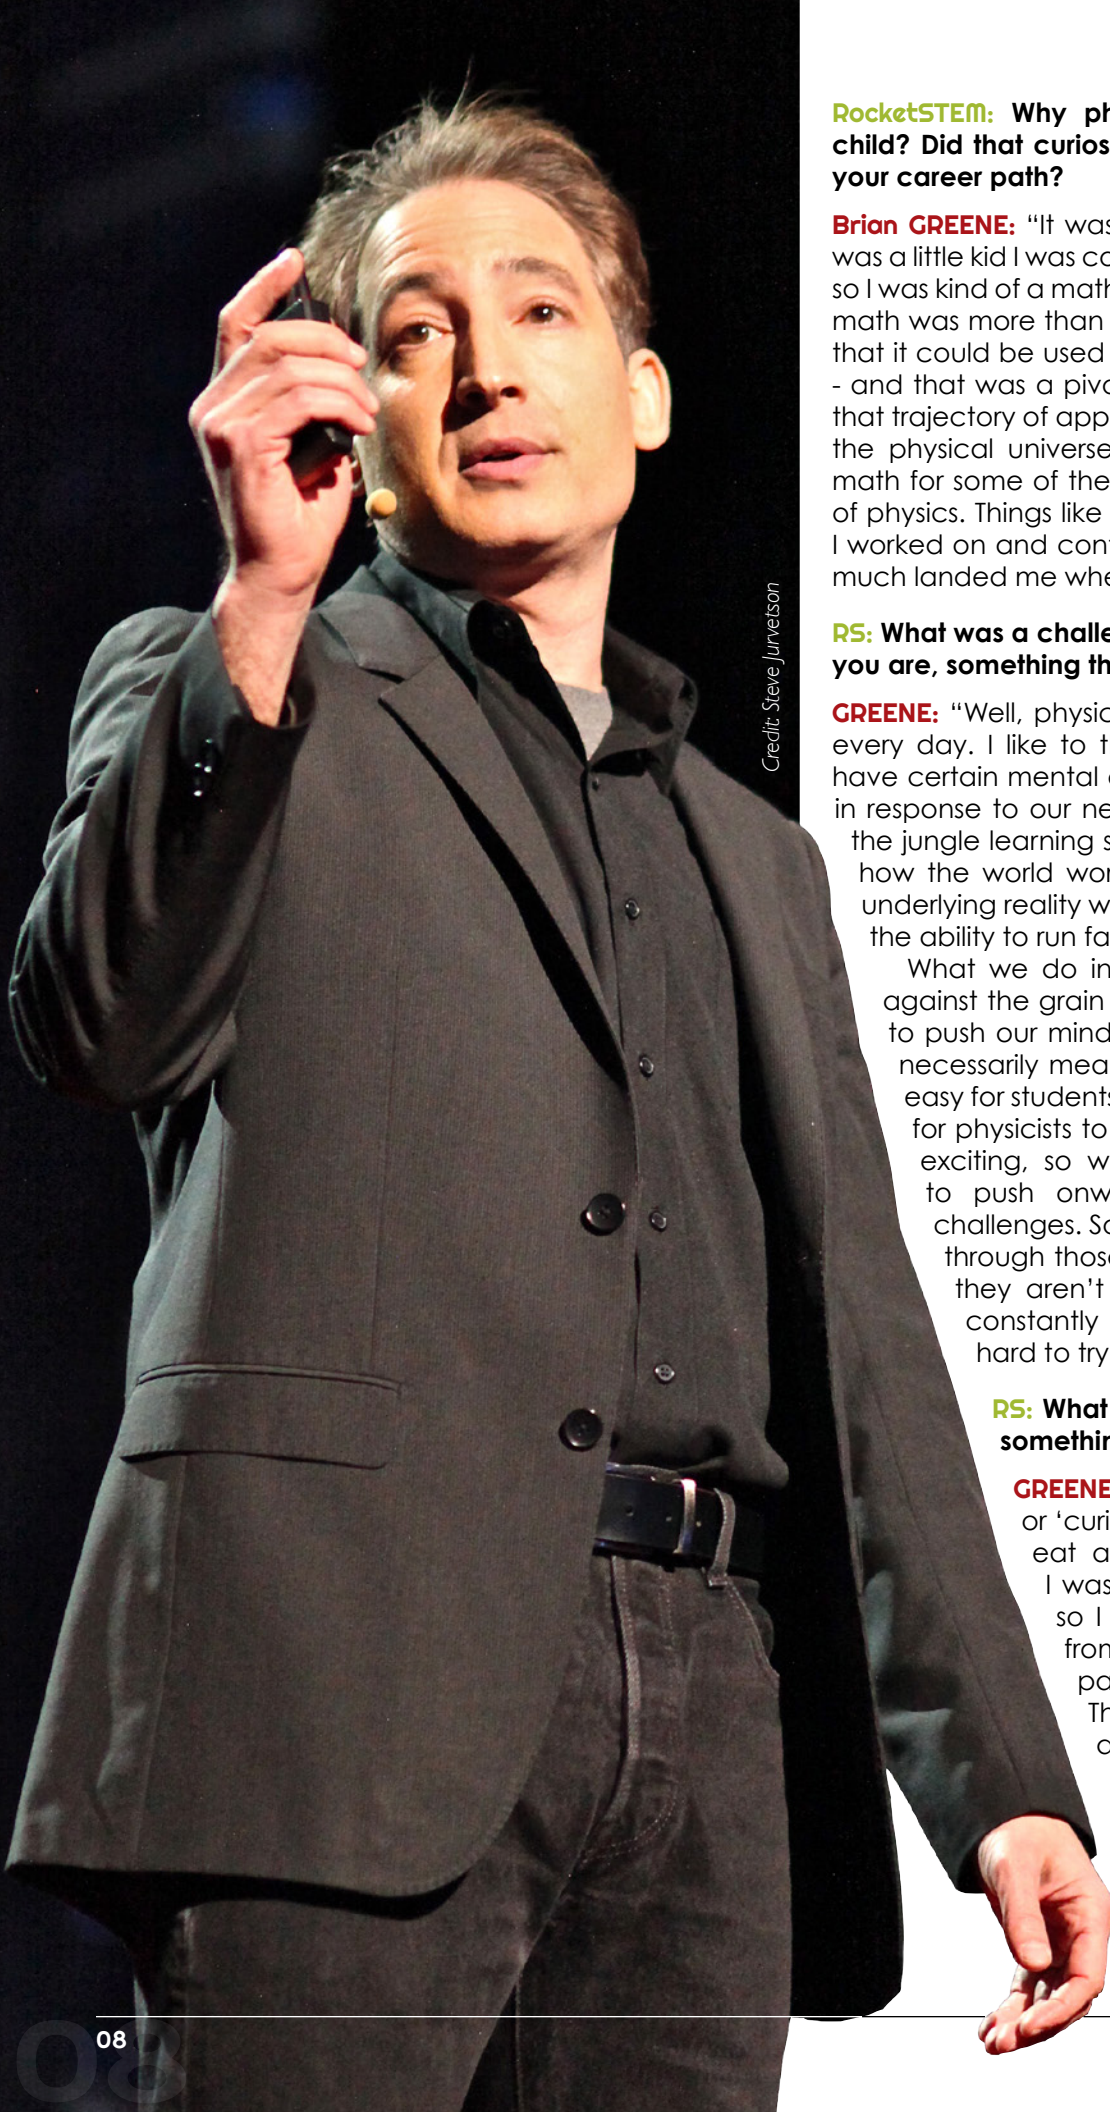 RocketSTEM: Why ph
child? Did that curios
your career path?
Brian GREENE: “It was
was a little kid I was co
so I was kind of a math
math was more than
that it could be used
- and that was a pivo
that trajectory of app
the physical universe
math for some of the
of physics. Things like
I worked on and cont
much landed me whe
RS: What was a challe
you are, something th
GREENE: “Well, physic
every day. I like to t
have certain mental
in response to our ne
the jungle learning s
how the world wor
underlying reality w
the ability to run fa
What we do in
against the grain
to push our mind
necessarily mea
easy for students
for physicists to
exciting, so w
to push onw
challenges. So
through those
they aren’t
constantly
hard to try
RS: What
somethin
GREENE
or ‘curi
eat a
I was
so I
from
pa
Th
Credit: Steve Jurvetson
08
08